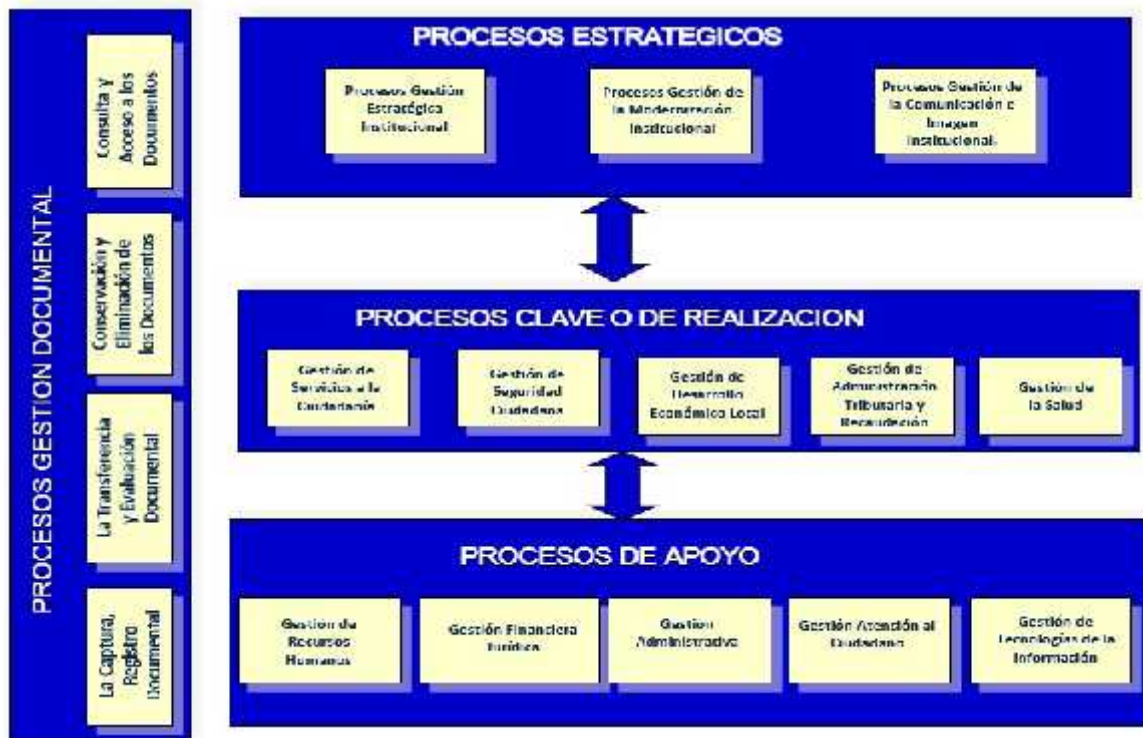 PROCESOS GESTION DOCUMENTAL
Consulta y
Acceso a los
Documentos
Conservación y
Eliminación de
los Documentos
La Transferencia
y Evaluación
Documental
La Captura,
Registro
Documental
PROCESOS ESTRATEGICOS
Procesos Gestión
Estratégica
Institucional
Procesos Gestión de
la Modernización
Institucional
Procesos Gestión de
la Comunicación e
Imagen
Institucional.
PROCESOS CLAVE O DE REALIZACION
Gestión de
Servicios a la
Ciudadanía
Gestión de
Seguridad
Ciudadana
Gestión de
Desarrollo
Económico Local
Gestión de
Administración
Tributaria y
Recaudación
Gestión de
la Salud
PROCESOS DE APOYO
Gestión de
Recursos
Humanos
Gestión Financiera
Jurídica
Gestión
Administrativa
Gestión Atención al
Ciudadano
Gestión de
Tecnologías de la
Información